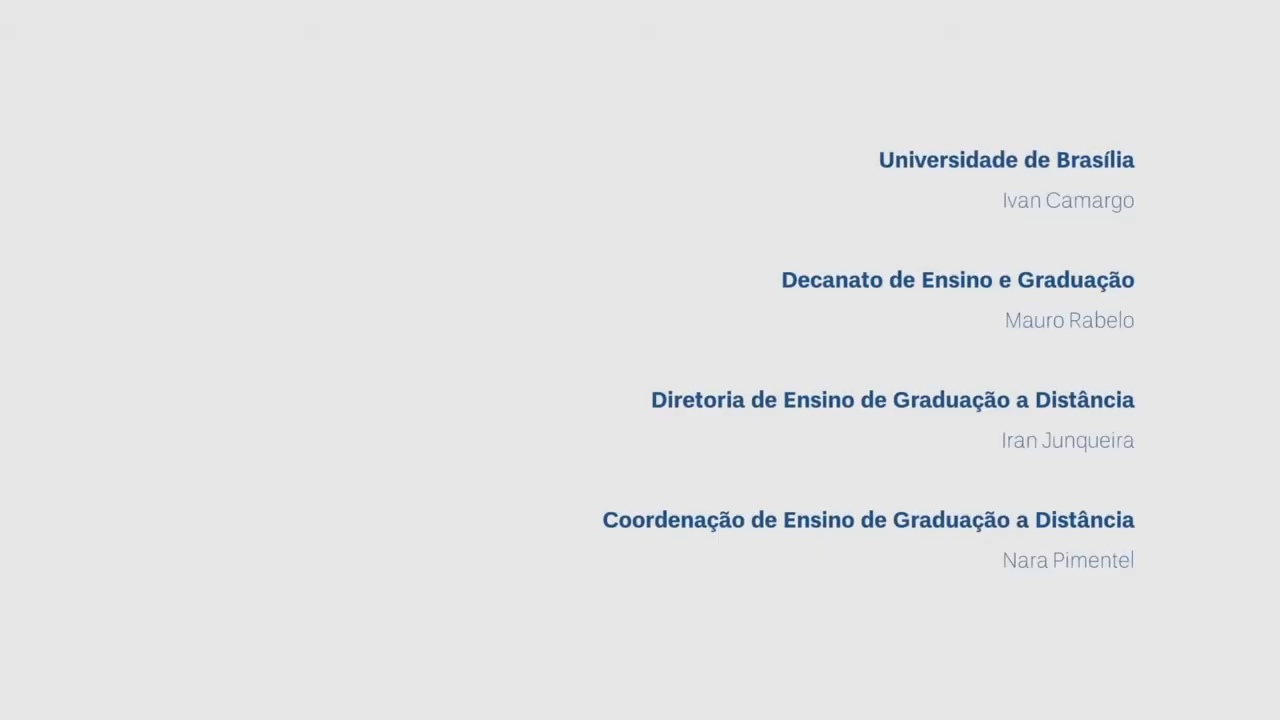 Universidade de Brasília
Ivan Camargo
Decanato de Ensino e Graduação
Mauro Rabelo
Diretoria de Ensino de Graduação a Distância
Iran Junqueira
Coordenação de Ensino de Graduação a Distância
Nara Pimentel